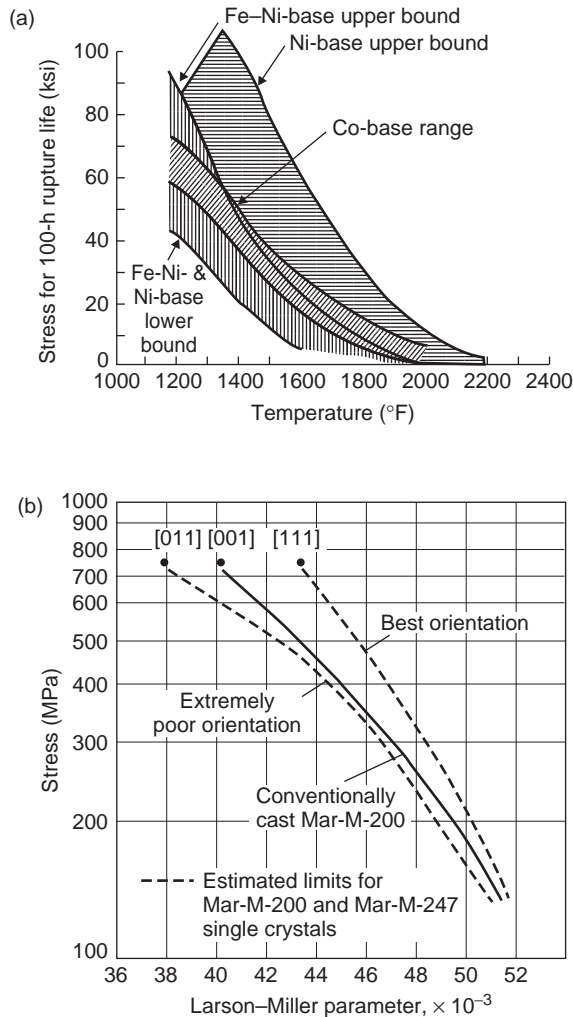 (a)
Fe–Ni-base upper bound
Ni-base upper bound
Co-base range
Fe-Ni- &
Ni-base
lower
bound
Stress for 100-h rupture life (ksi)
100
80
60
40
20
0
1000 1200 1400 1600 1800 2000 2200 2400
Temperature (°F)
(b)
1000
900
800
700
600
500
400
300
200
100
Stress (MPa)
[011] [001] [111]
Best orientation
Extremely
poor orientation
Conventionally
cast Mar-M-200
Estimated limits for
Mar-M-200 and Mar-M-247
single crystals
36 38 40 42 44 46 48 50 52
Larson–Miller parameter, × 10⁻³